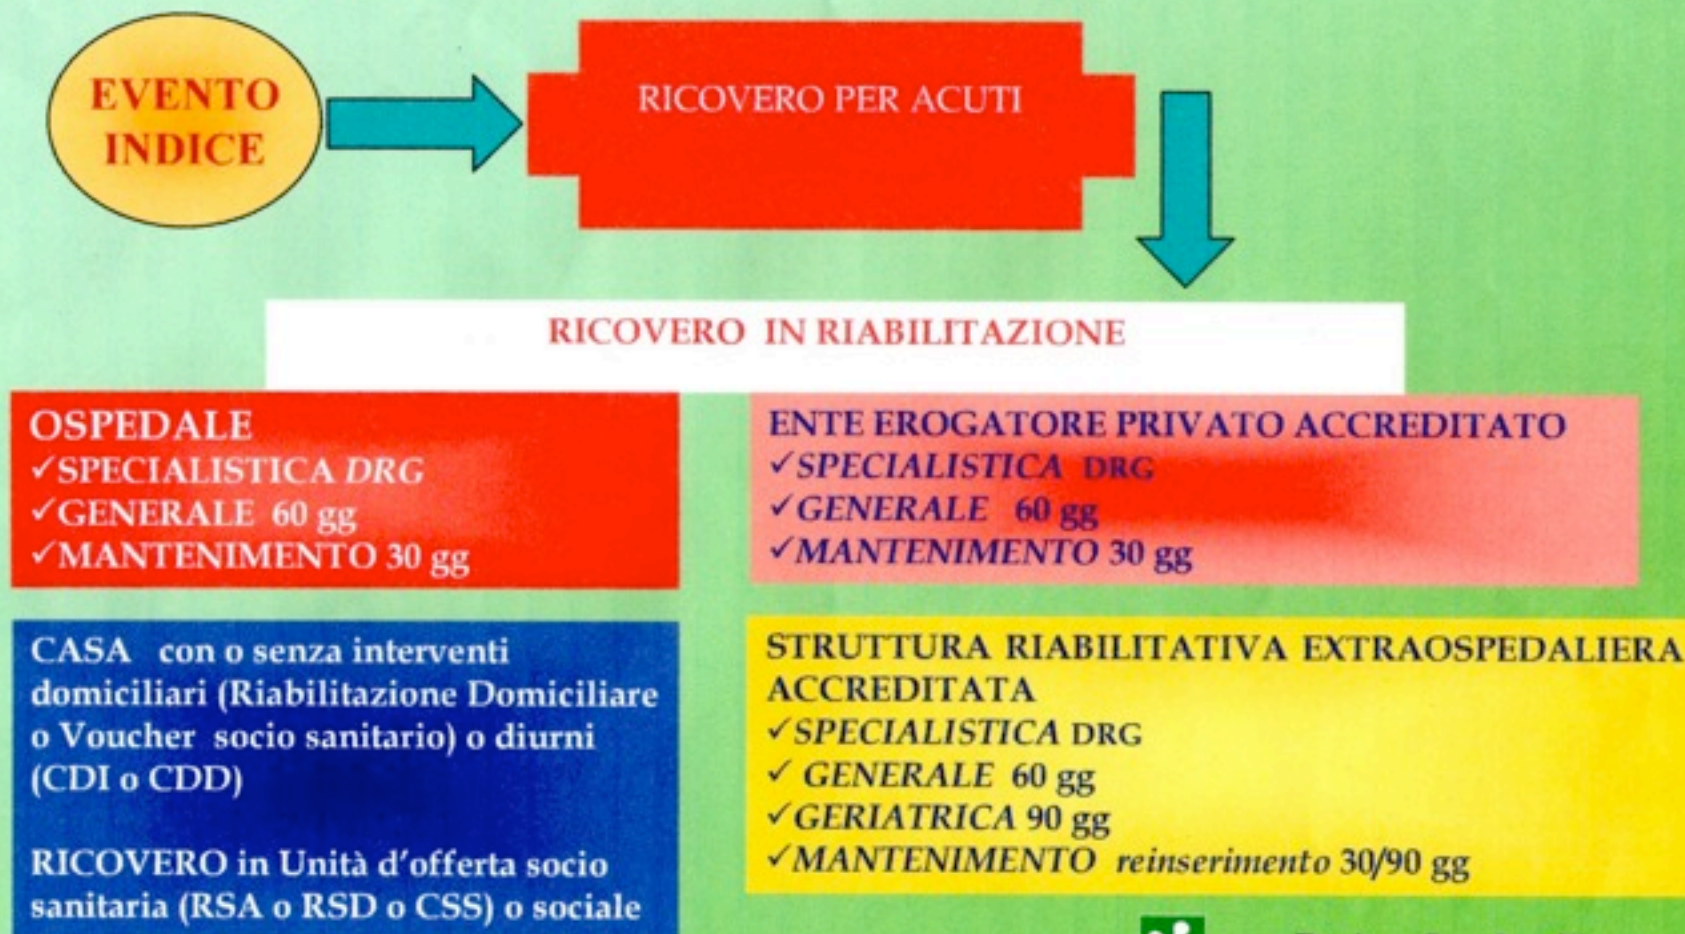 EVENTO
INDICE
RICOVERO PER ACUTI
RICOVERO IN RIABILITAZIONE
OSPEDALE
✓SPECIALISTICA DRG
✓GENERALE 60 gg
✓MANTENIMENTO 30 gg
ENTE EROGATORE PRIVATO ACCREDITATO
✓SPECIALISTICA DRG
✓GENERALE 60 gg
✓MANTENIMENTO 30 gg
CASA con o senza interventi
domiciliari (Riabilitazione Domiciliare
o Voucher socio sanitario) o diurni
(CDI o CDD)
RICOVERO in Unità d'offerta socio
sanitaria (RSA o RSD o CSS) o sociale
STRUTTURA RIABILITATIVA EXTRAOSPEDALIERA
ACCREDITATA
✓SPECIALISTICA DRG
✓ GENERALE 60 gg
✓GERIATRICA 90 gg
✓MANTENIMENTO reinserimento 30/90 gg